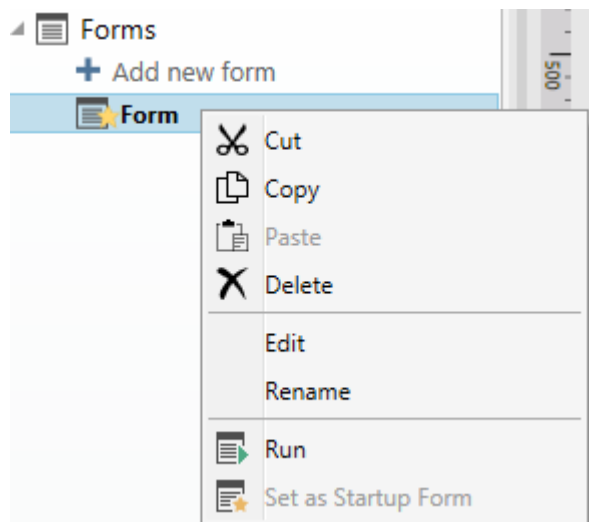 Forms
Add new form
500
Form
Cut
Copy
Paste
Delete
Edit
Rename
Run
Set as Startup Form